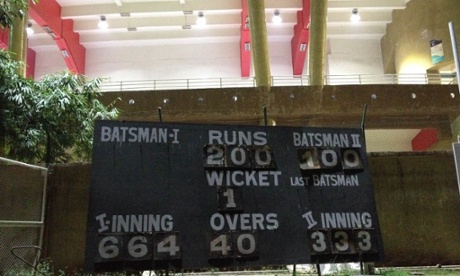 BATSMAN-I RUNS BATSMAN II
200 100
WICKET LAST BATSMAN
1
I-INNING OVERS II INNING
664 40 333